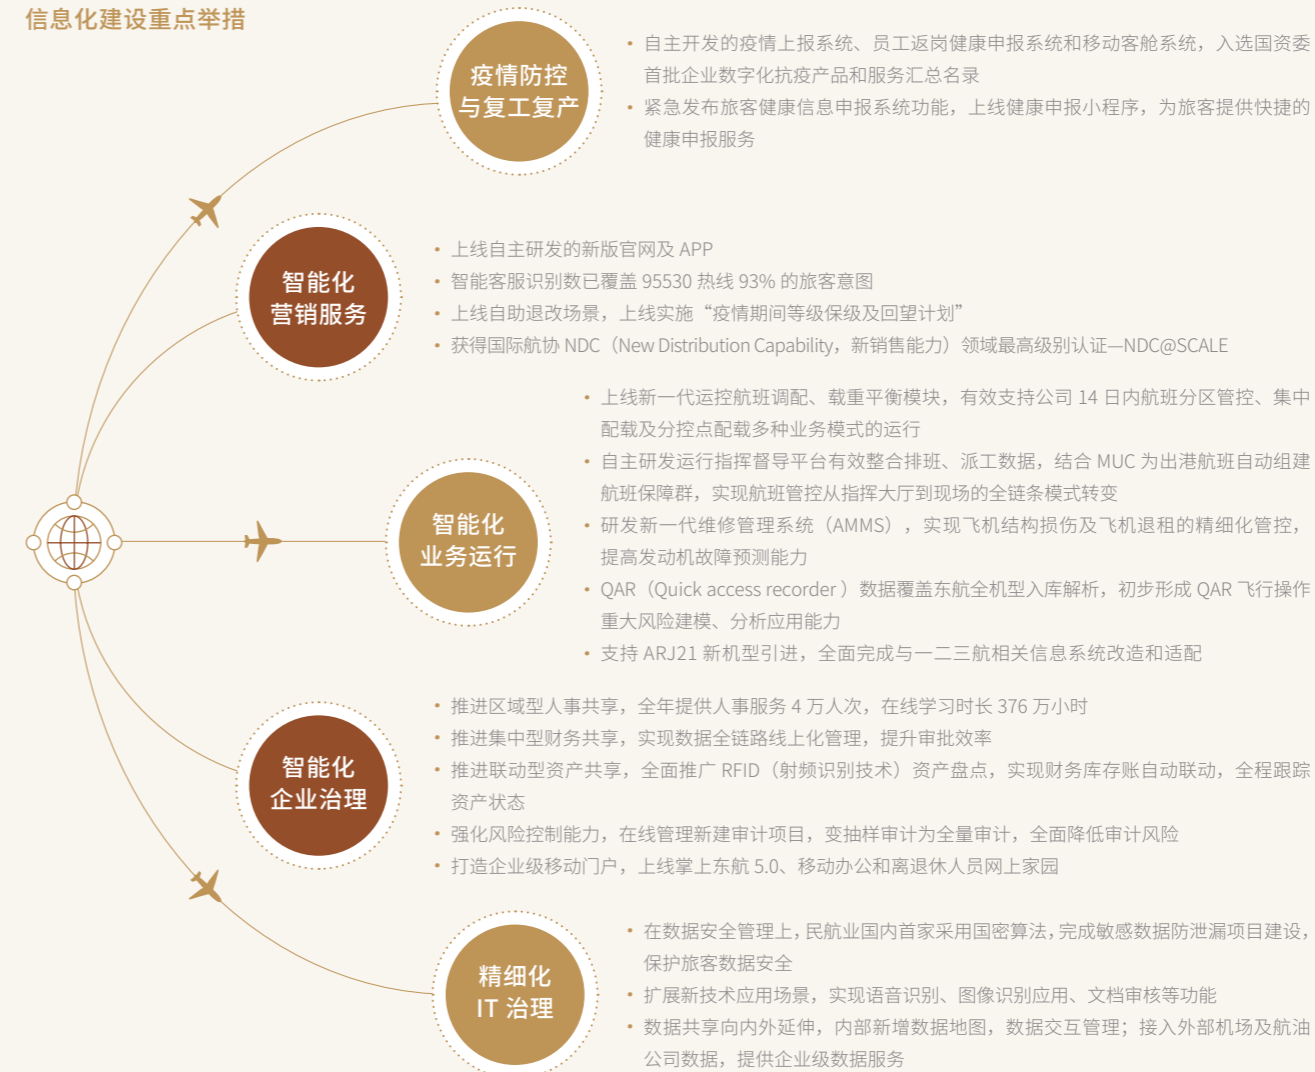 信息化建设重点举措
疫情防控
与复工复产
• 自主开发的疫情上报系统、员工返岗健康申报系统和移动客舱系统，入选国资委
首批企业数字化抗疫产品和服务汇总名录
• 紧急发布旅客健康信息申报系统功能，上线健康申报小程序，为旅客提供快捷的
健康申报服务
智能化
营销服务
• 上线自主研发的新版官网及 APP
• 智能客服识别数已覆盖 95530 热线 93% 的旅客意图
• 上线自助退改场景，上线实施“疫情期间等级保级及回望计划”
• 获得国际航协 NDC（New Distribution Capability，新销售能力）领域最高级别认证—NDC@SCALE
智能化
业务运行
• 上线新一代运控航班调配、载重平衡模块，有效支持公司 14 日内航班分区管控、集中
配载及分控点配载多种业务模式的运行
• 自主研发运行指挥督导平台有效整合排班、派工数据，结合 MUC 为出港航班自动组建
航班保障群，实现航班管控从指挥大厅到现场的全链条模式转变
• 研发新一代维修管理系统（AMMS），实现飞机结构损伤及飞机退租的精细化管控，
提高发动机故障预测能力
• QAR（Quick access recorder ）数据覆盖东航全机型入库解析，初步形成 QAR 飞行操作
重大风险建模、分析应用能力
• 支持 ARJ21 新机型引进，全面完成与一二三航相关信息系统改造和适配
智能化
企业治理
• 推进区域型人事共享，全年提供人事服务 4 万人次，在线学习时长 376 万小时
• 推进集中型财务共享，实现数据全链路线上化管理，提升审批效率
• 推进联动型资产共享，全面推广 RFID（射频识别技术）资产盘点，实现财务库存账自动联动，全程跟踪
资产状态
• 强化风险控制能力，在线管理新建审计项目，变抽样审计为全量审计，全面降低审计风险
• 打造企业级移动门户，上线掌上东航 5.0、移动办公和离退休人员网上家园
精细化
IT 治理
• 在数据安全管理上，民航业国内首家采用国密算法，完成敏感数据防泄漏项目建设，
保护旅客数据安全
• 扩展新技术应用场景，实现语音识别、图像识别应用、文档审核等功能
• 数据共享向内外延伸，内部新增数据地图，数据交互管理；接入外部机场及航油
公司数据，提供企业级数据服务